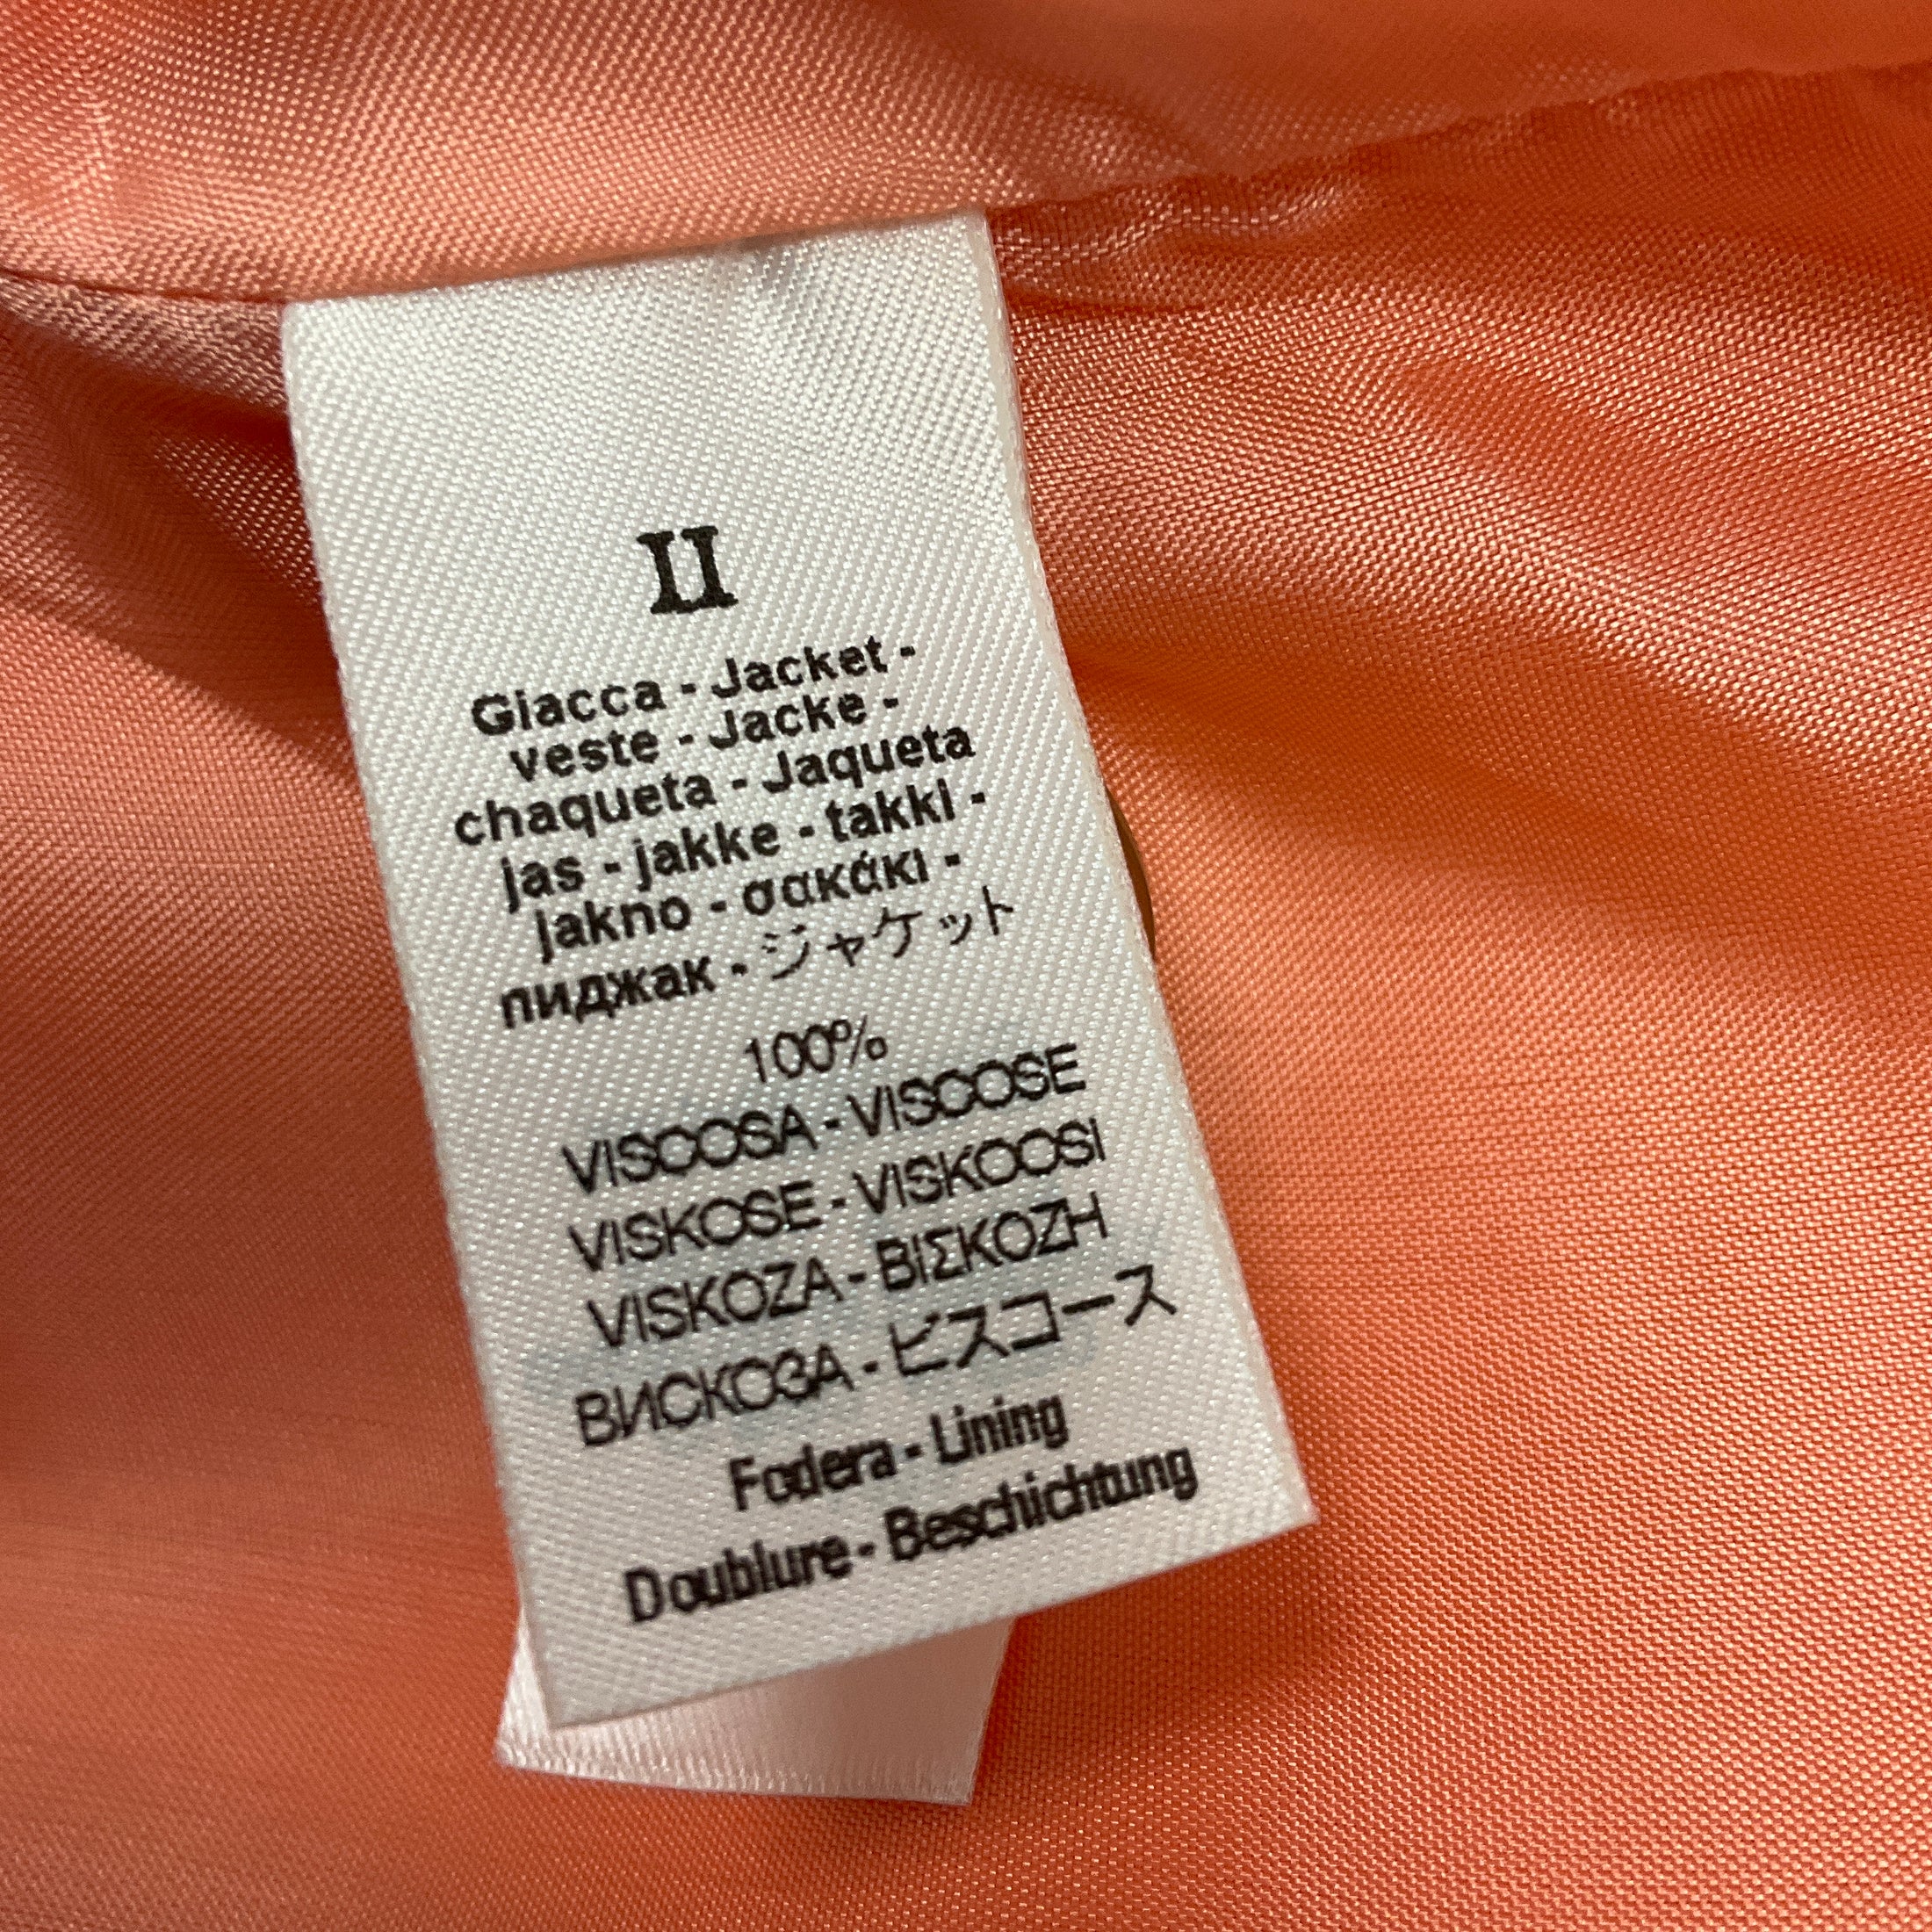 II
Giacca - Jacket -
veste - Jacke -
chaqueta - Jaqueta
jas - jakke - takki -
jakno - σακάκι -
пиджак - ジャケット
100%
VISCOSA - VISCOSE
VISKOSE - VISKOOSI
VISKOZA - ΒΙΣΚΟΖΗ
ВИСКОЗА - ビスコース
Fodera - Lining
Doublure - Beschichtung